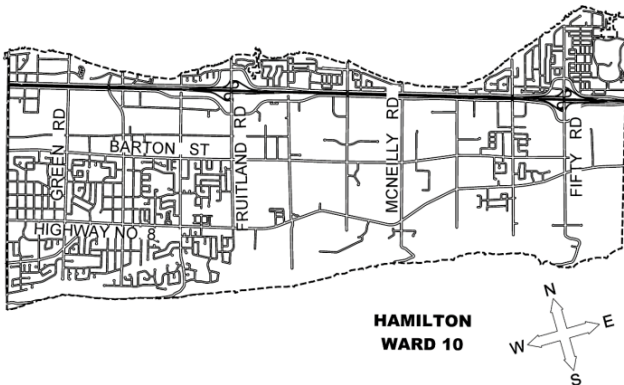 GREEN RD
BARTON ST
FRUITLAND RD
MCNEILLY RD
FIFTY RD
HIGHWAY NO. 8
HAMILTON
WARD 10
N
E
W
S